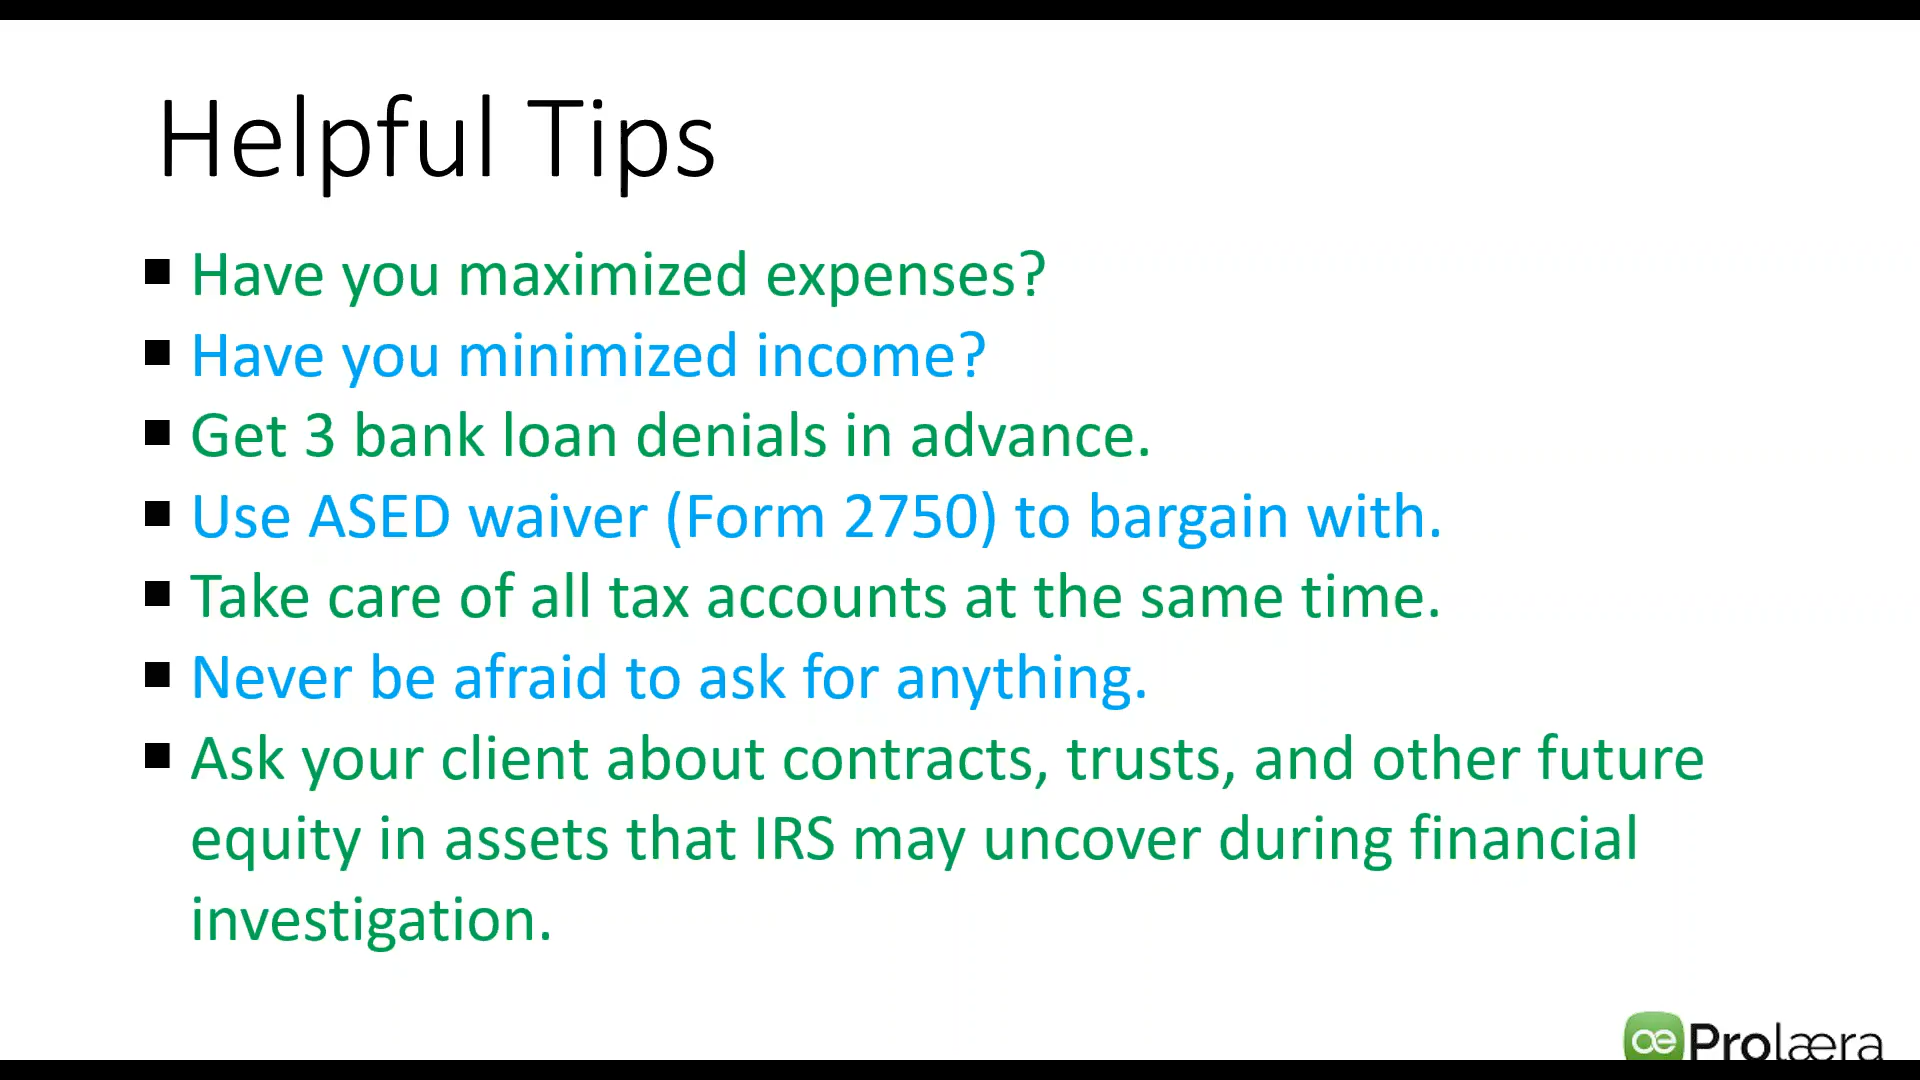 Helpful Tips
Have you maximized expenses?
Have you minimized income?
Get 3 bank loan denials in advance.
Use ASED waiver (Form 2750) to bargain with.
Take care of all tax accounts at the same time.
Never be afraid to ask for anything.
Ask your client about contracts, trusts, and other future
equity in assets that IRS may uncover during financial
investigation.
æ Prolæra